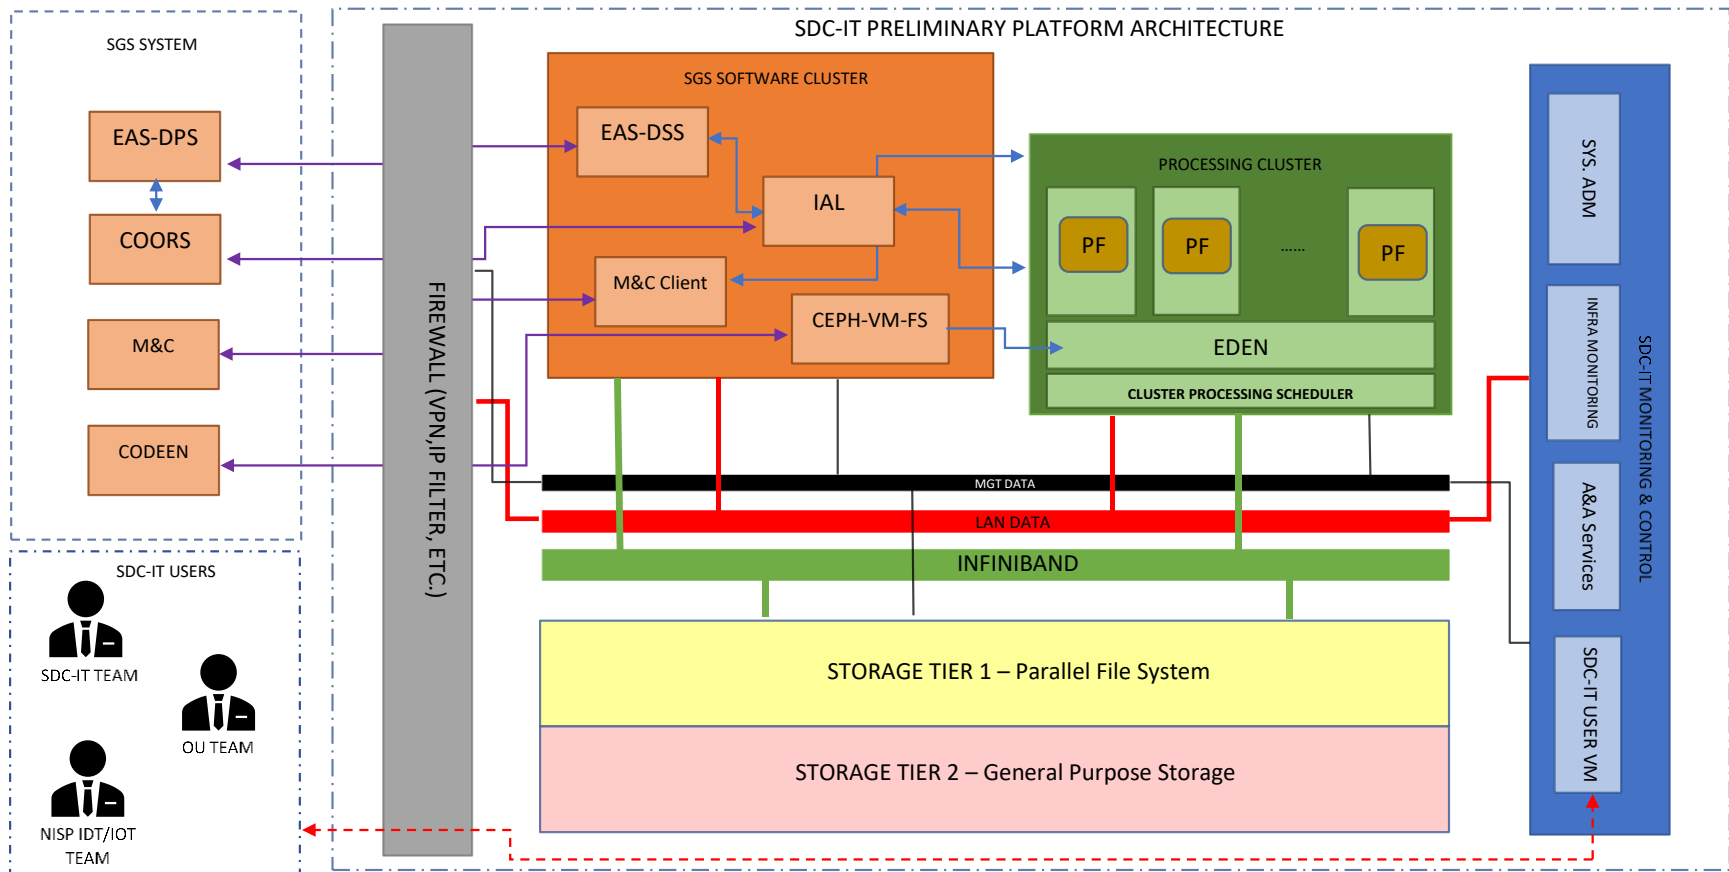 SDC-IT PRELIMINARY PLATFORM ARCHITECTURE
SGS SYSTEM
EAS-DPS
COORS
M&C
CODEEN
SDC-IT USERS
SDC-IT TEAM
OU TEAM
NISP IDT/IOT
TEAM
FIREWALL (VPN,IP FILTER, ETC.)
SGS SOFTWARE CLUSTER
EAS-DSS
IAL
M&C Client
CEPH-VM-FS
PROCESSING CLUSTER
PF
PF
......
PF
EDEN
CLUSTER PROCESSING SCHEDULER
MGT DATA
LAN DATA
INFINIBAND
STORAGE TIER 1 – Parallel File System
STORAGE TIER 2 – General Purpose Storage
SYS. ADM
INFRA MONITORING
A&A Services
SDC-IT USER VM
SDC-IT MONITORING & CONTROL